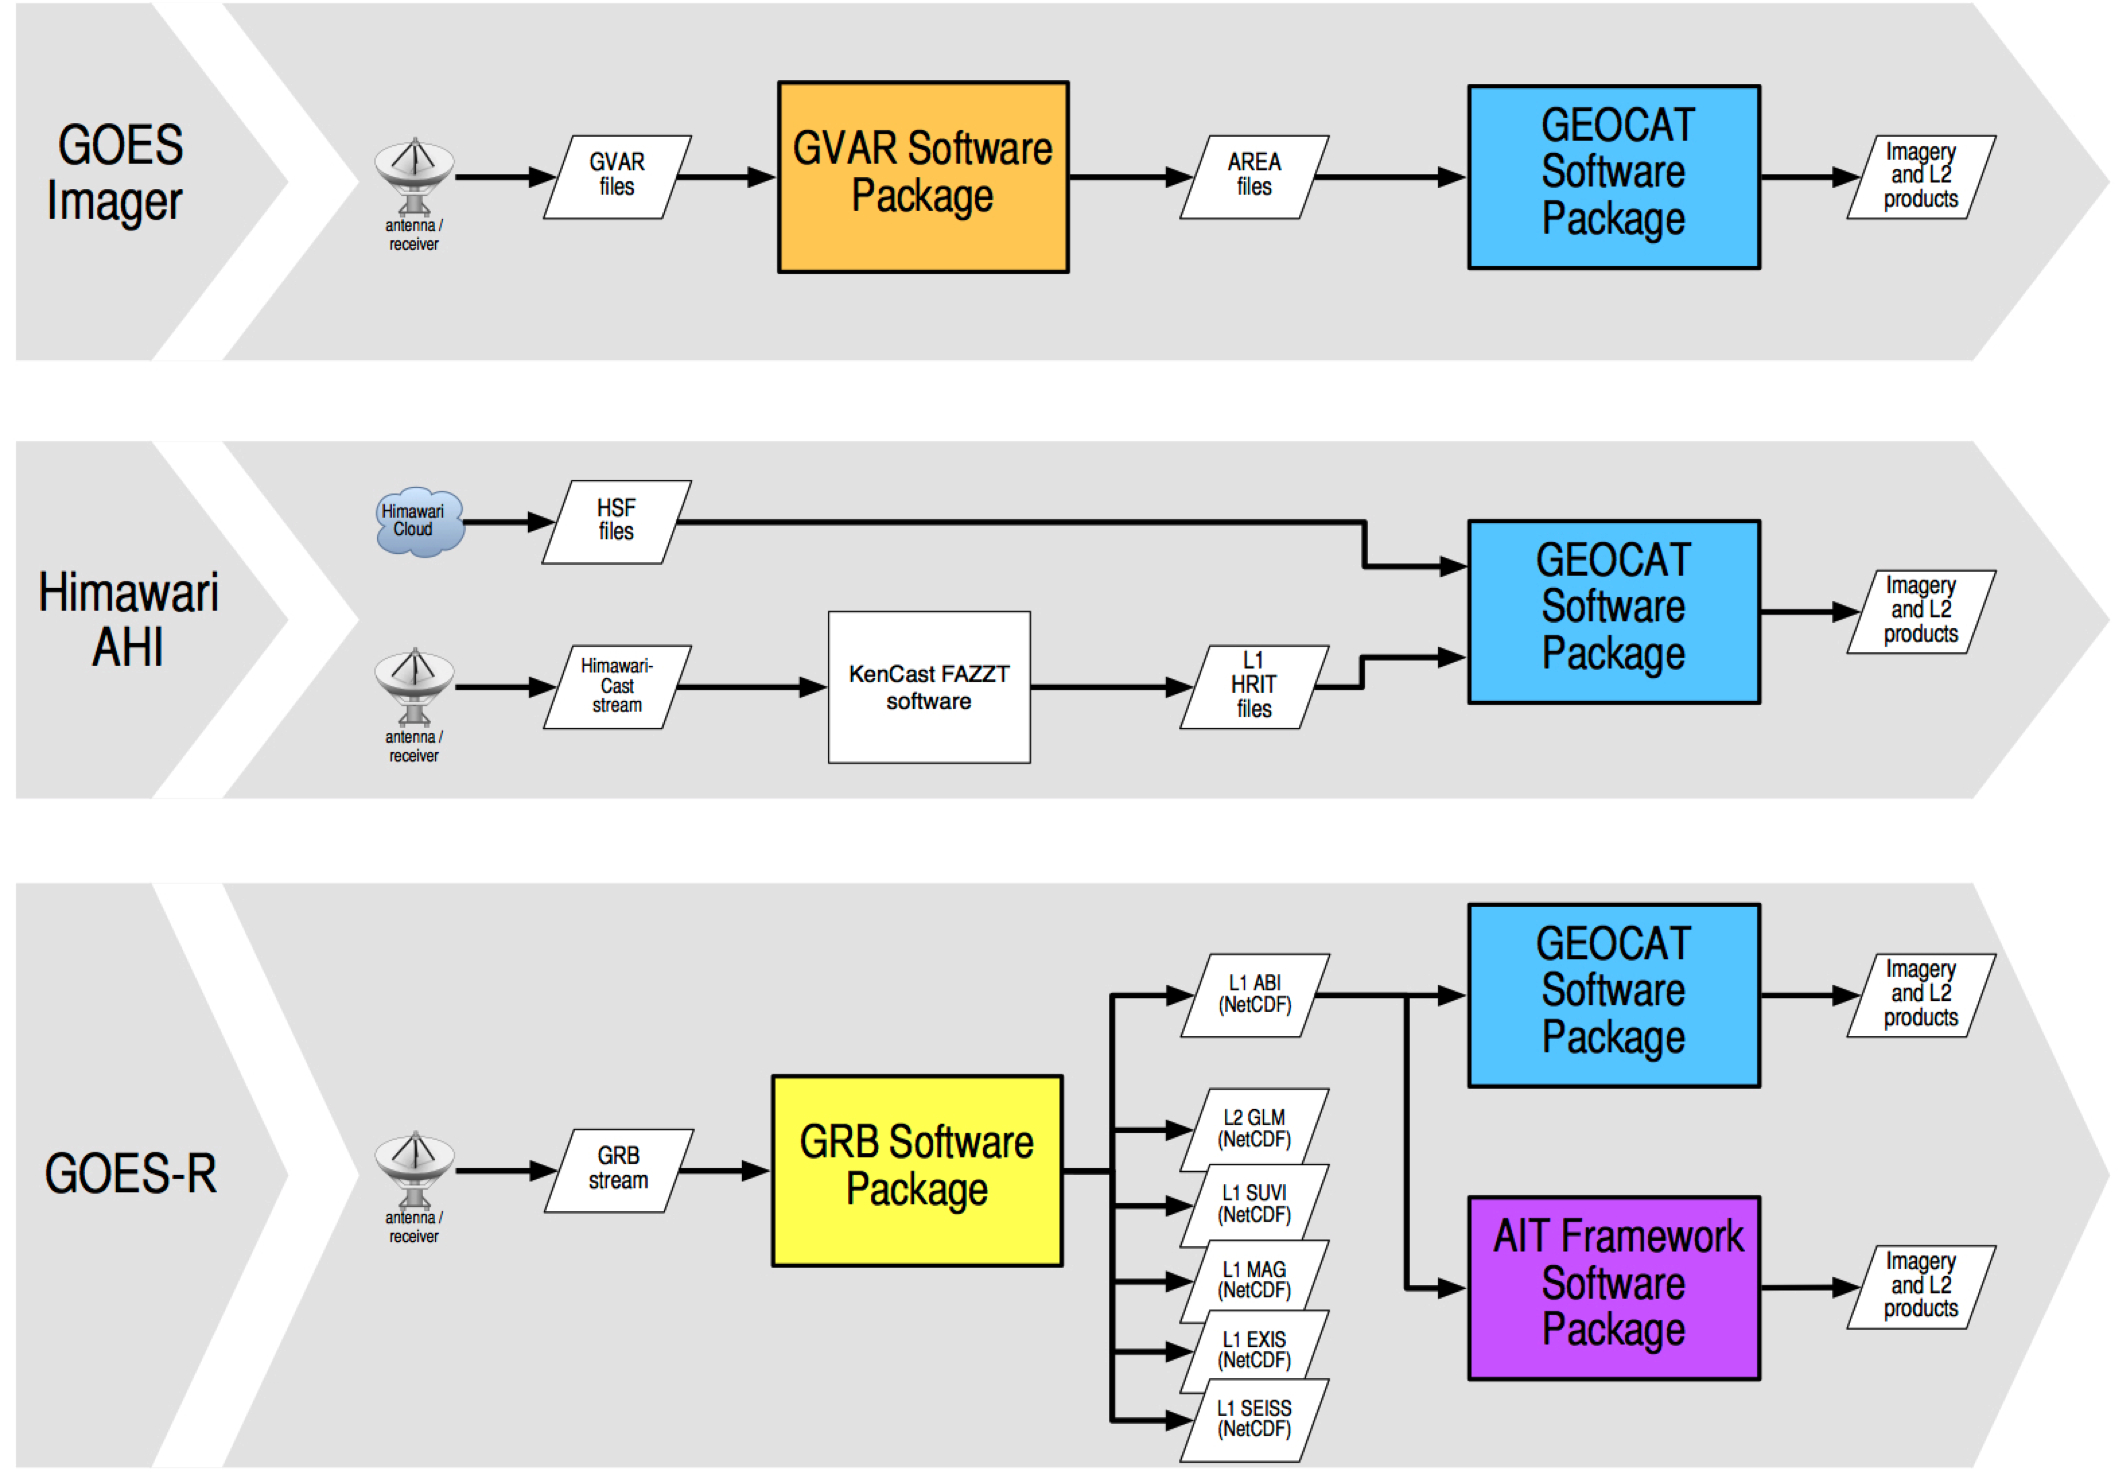 GOES
Imager
antenna /
receiver
GVAR
files
GVAR Software
Package
AREA
files
GEOCAT
Software
Package
Imagery
and L2
products
Himawari
AHI
Himawari
Cloud
HSF
files
antenna /
receiver
Himawari-
Cast
stream
KenCast FAZZT
software
L1
HRIT
files
GEOCAT
Software
Package
Imagery
and L2
products
GOES-R
antenna /
receiver
GRB
stream
GRB Software
Package
L1 ABI
(NetCDF)
L2 GLM
(NetCDF)
L1 SUVI
(NetCDF)
L1 MAG
(NetCDF)
L1 EXIS
(NetCDF)
L1 SEISS
(NetCDF)
GEOCAT
Software
Package
Imagery
and L2
products
AIT Framework
Software
Package
Imagery
and L2
products